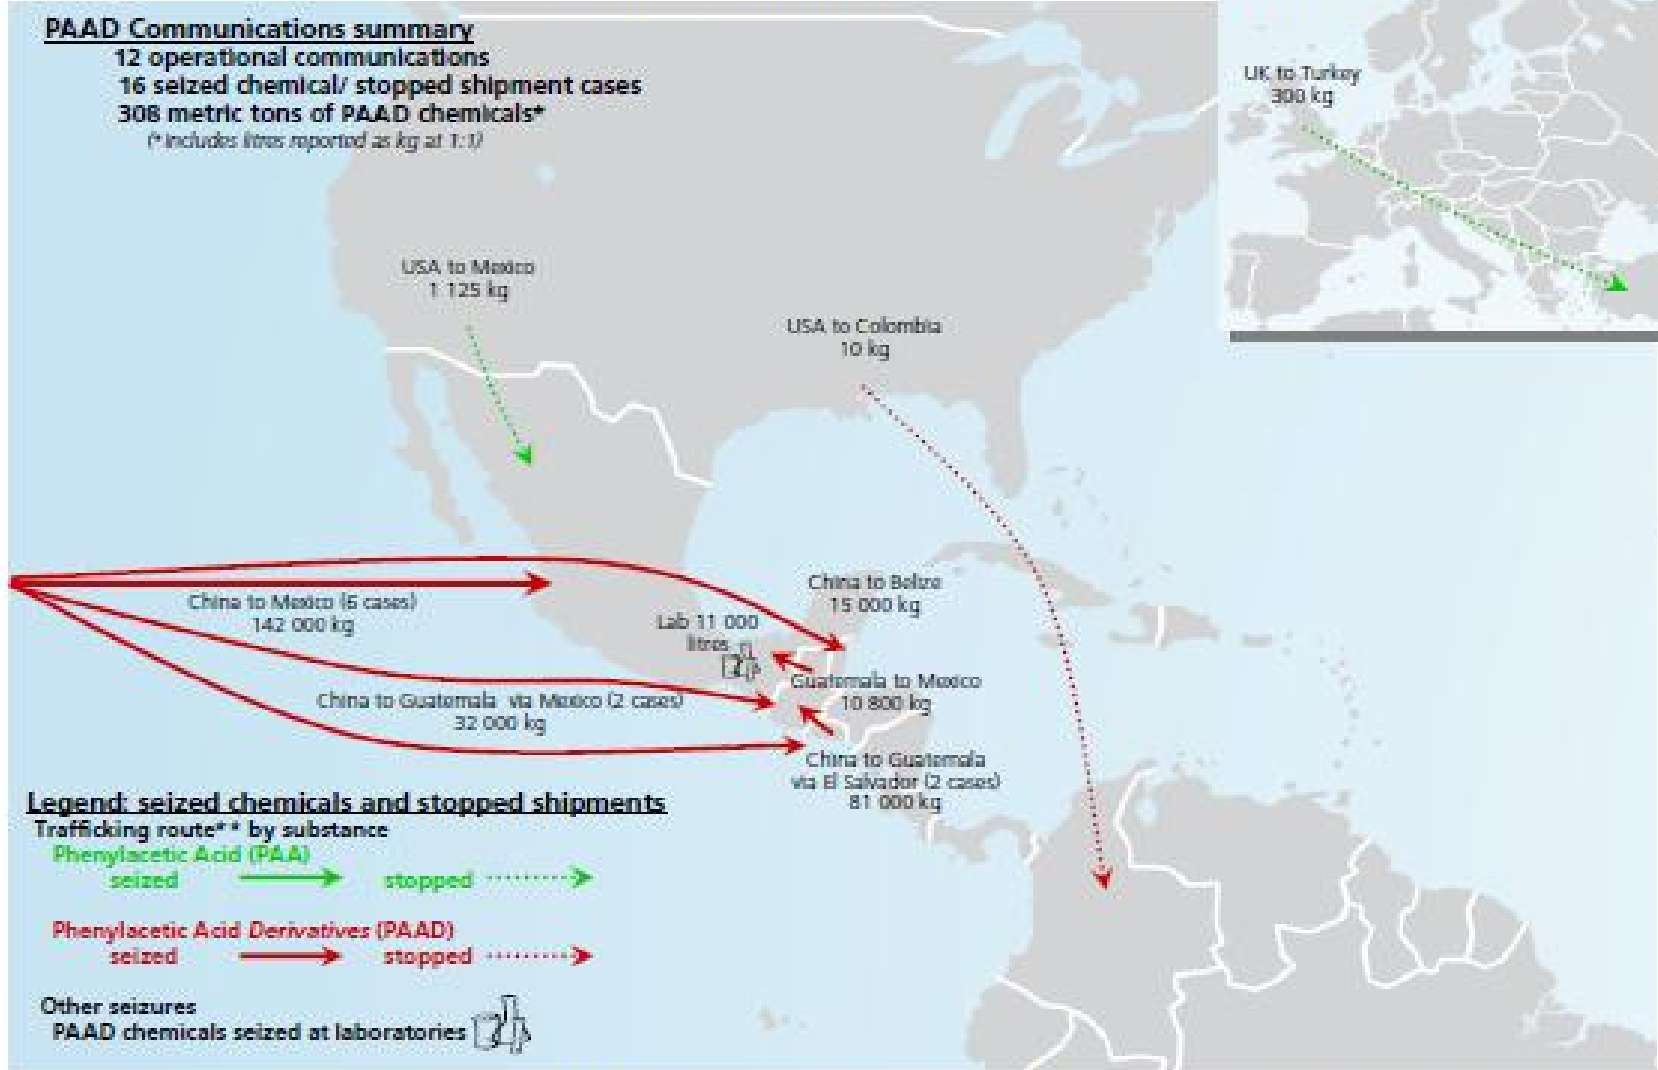 PAAD Communications summary
12 operational communications
16 seized chemical/ stopped shipment cases
308 metric tons of PAAD chemicals*
(* includes litres reported as kg at 1:1)
UK to Turkey
300 kg
USA to Mexico
1 125 kg
USA to Colombia
10 kg
China to Belize
15 000 kg
China to Mexico (6 cases)
142 000 kg
Lab 11 000
litres
Guatemala to Mexico
10 800 kg
China to Guatemala via Mexico (2 cases)
32 000 kg
China to Guatemala
via El Salvador (2 cases)
81 000 kg
Legend: seized chemicals and stopped shipments
Trafficking route** by substance
Phenylacetic Acid (PAA)
seized stopped
Phenylacetic Acid Derivatives (PAAD)
seized stopped
Other seizures
PAAD chemicals seized at laboratories